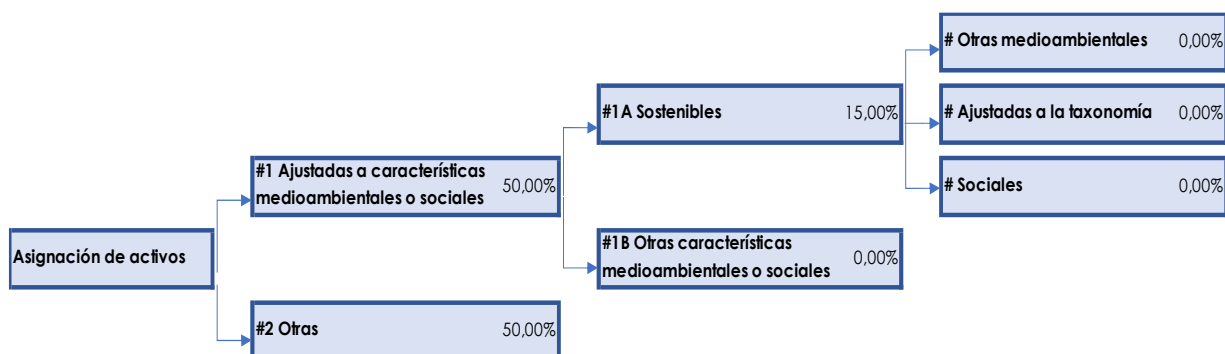 # Otras medioambientales 0,00%
#1A Sostenibles 15,00%
# Ajustadas a la taxonomía 0,00%
#1 Ajustadas a características
medioambientales o sociales 50,00%
# Sociales 0,00%
Asignación de activos
#1B Otras características
medioambientales o sociales 0,00%
#2 Otras 50,00%